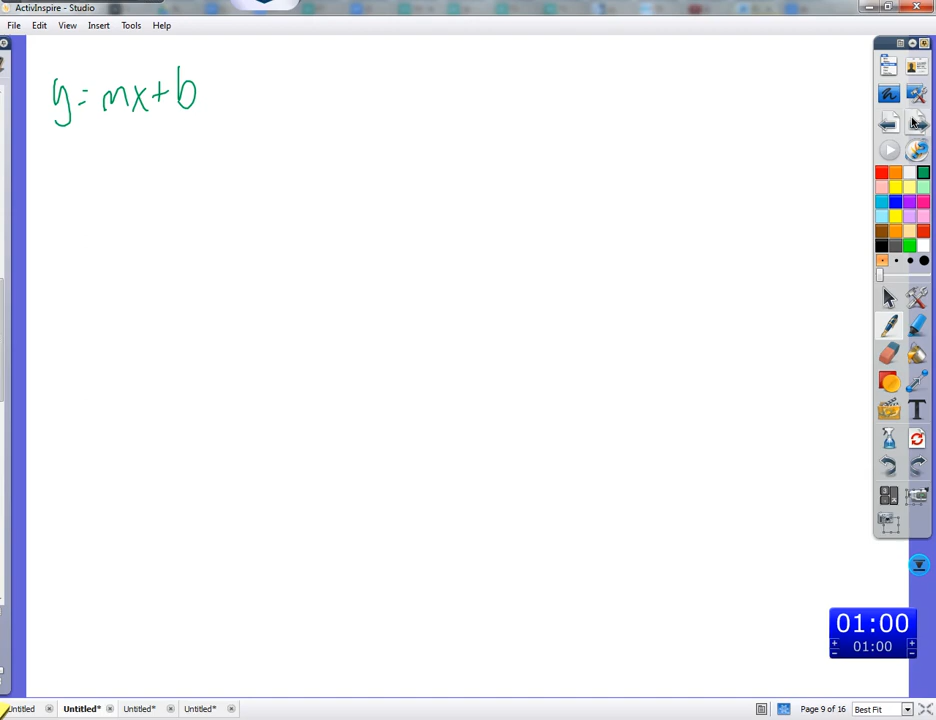 ActivInspire - Studio
File Edit View Insert Tools Help
y = mx + b
T
01:00
01:00
Untitled Untitled* Untitled* Untitled* Page 9 of 16 Best Fit